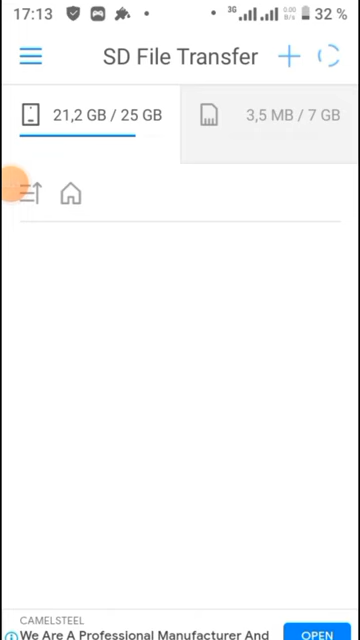 17:13 3G 0.00 B/s 32 %
SD File Transfer
21,2 GB / 25 GB
3,5 MB / 7 GB
CAMELSTEEL
We Are A Professional Manufacturer And
OPEN